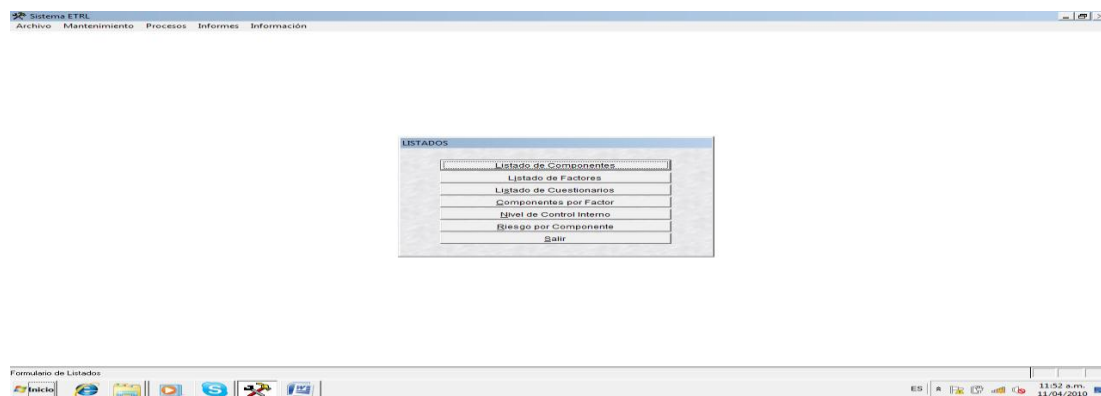 Sistema ETRL
Archivo Mantenimiento Procesos Informes Información
LISTADOS
Listado de Componentes
Listado de Factores
Listado de Cuestionarios
Componentes por Factor
Nivel de Control Interno
Riesgo por Componente
Salir
Formulario de Listados
Inicio
ES
11:52 a.m.
11/04/2010